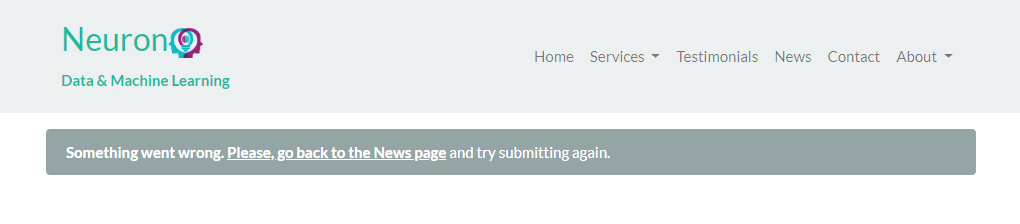 Neuron
Data & Machine Learning
Home Services Testimonials News Contact About
Something went wrong. Please, go back to the News page and try submitting again.